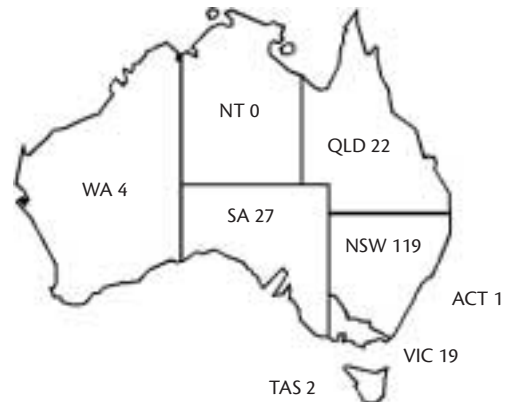 NT 0
QLD 22
WA 4
SA 27
NSW 119
ACT 1
VIC 19
TAS 2